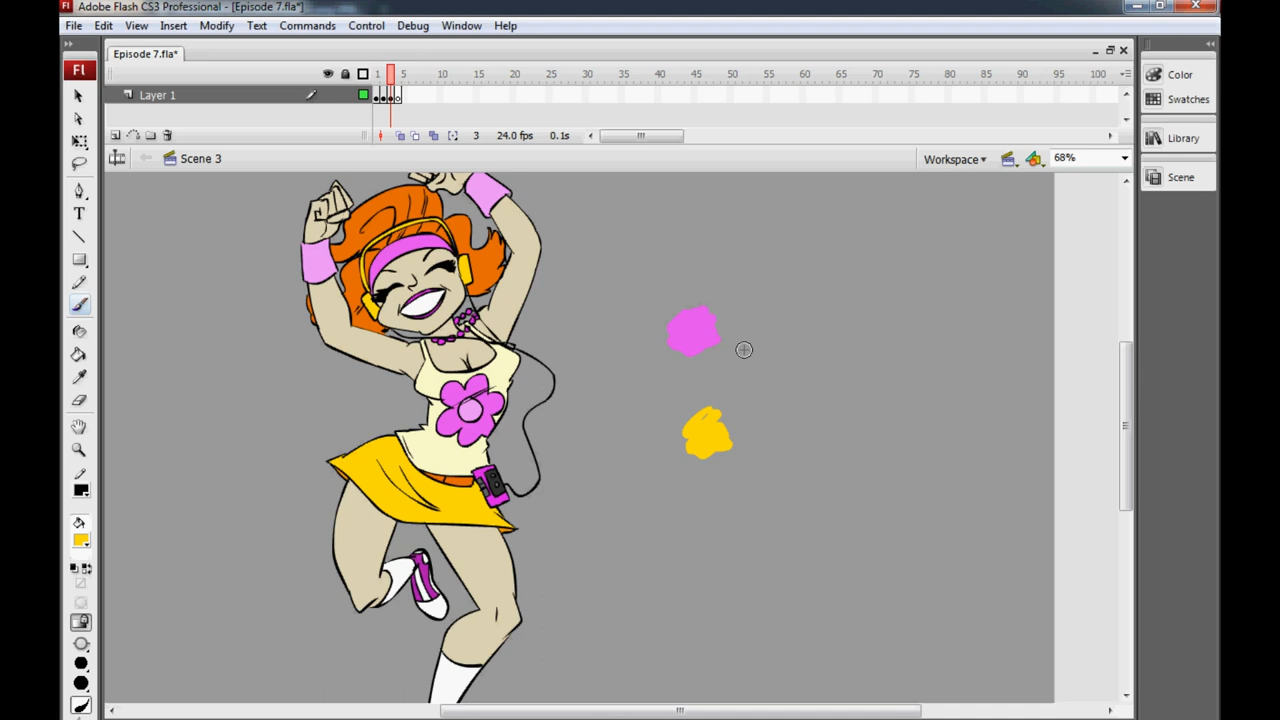 Fl Adobe Flash CS3 Professional - [Episode 7.fla*]
File Edit View Insert Modify Text Commands Control Debug Window Help
Episode 7.fla*
Fl
1 5 10 15 20 25 30 35 40 45 50 55 60 65 70 75 80 85 90 95 100
Layer 1
3 24.0 fps 0.1s
Scene 3 Workspace 68%
Color
Swatches
Library
Scene
T